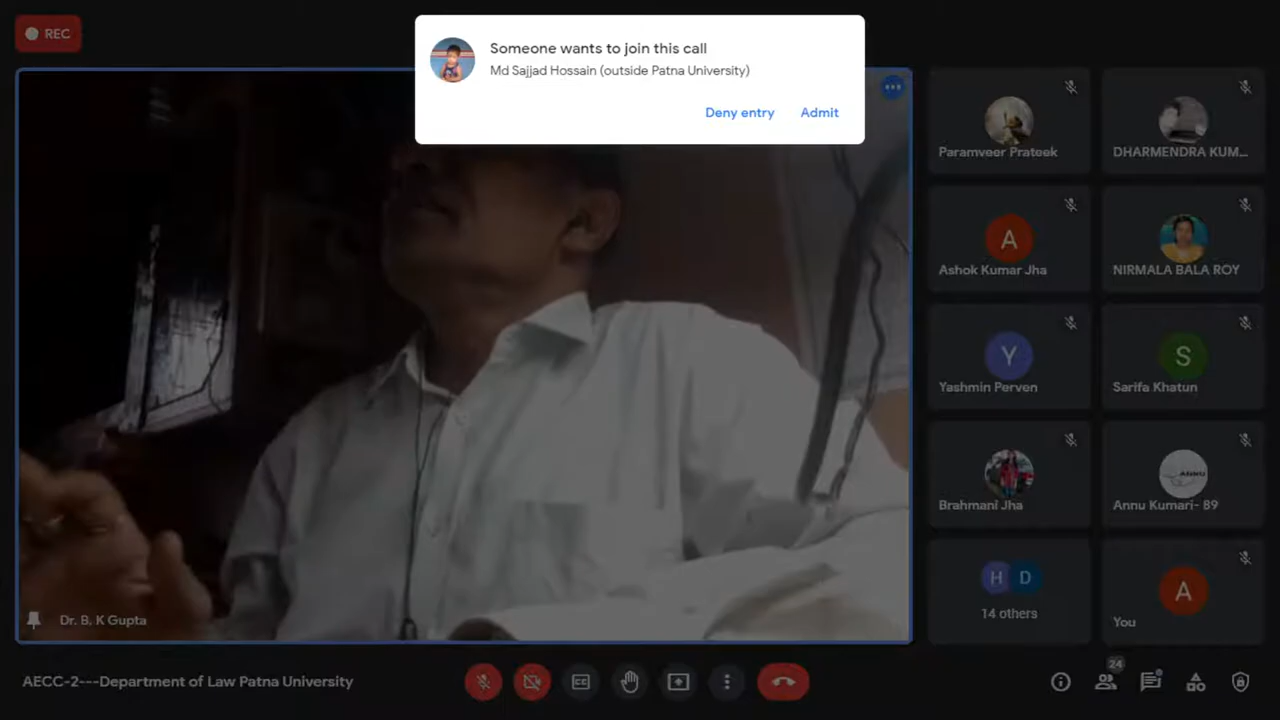 REC
Someone wants to join this call
Md Sajjad Hossain (outside Patna University)
Deny entry
Admit
Paramveer Prateek
DHARMENDRA KUM...
A
Ashok Kumar Jha
NIRMALA BALA ROY
Y
Yashmin Perven
S
Sarifa Khatun
Brahmani Jha
ANNU
Annu Kumari- B9
H
D
14 others
A
You
Dr. B. K Gupta
AECC-2---Department of Law Patna University
CC
24